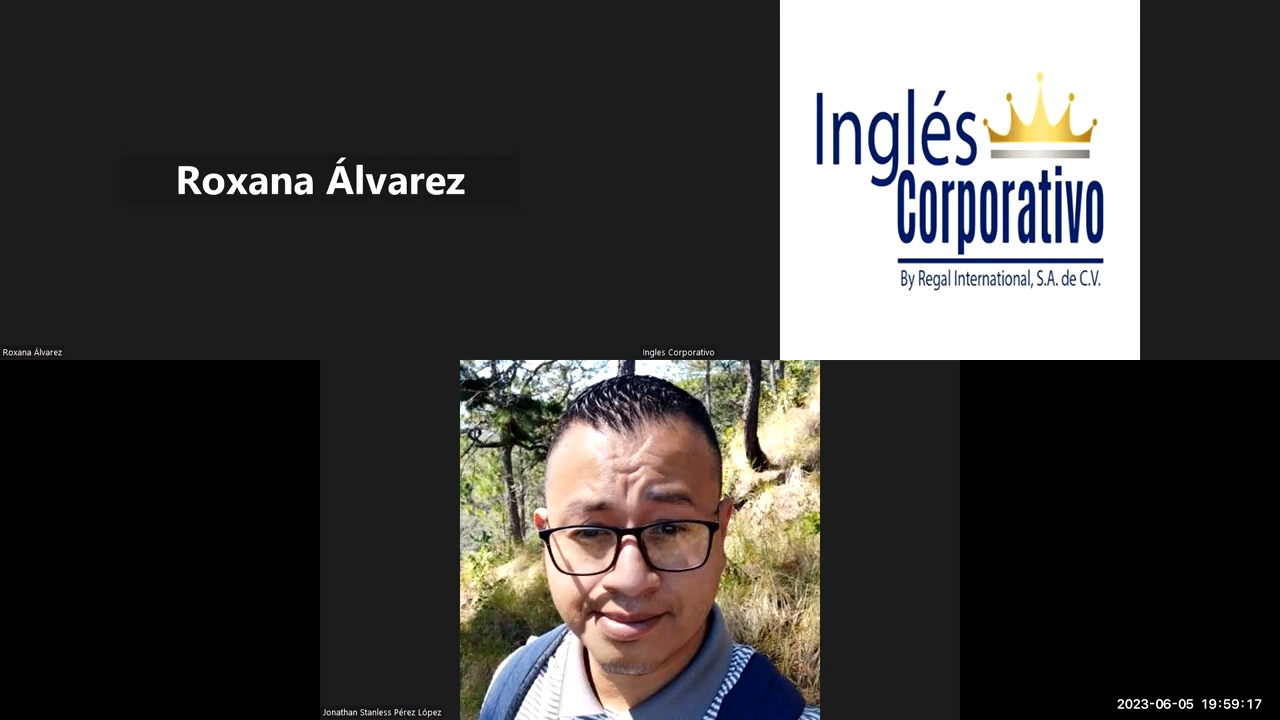 Roxana Álvarez
Inglés
Corporativo
By Regal International, S.A. de C.V.
Roxana Álvarez
Ingles Corporativo
Jonathan Stanless Pérez López
2023-06-05 19:59:17